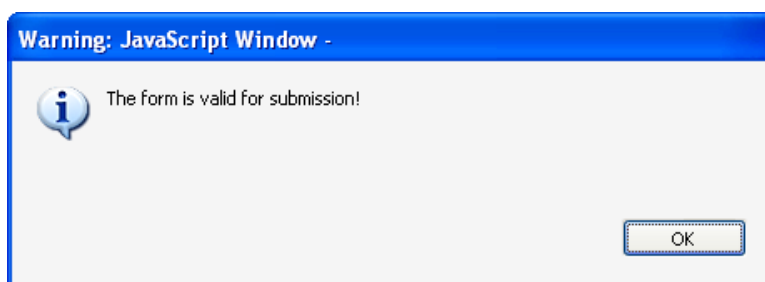 Warning: JavaScript Window -
The form is valid for submission!
OK